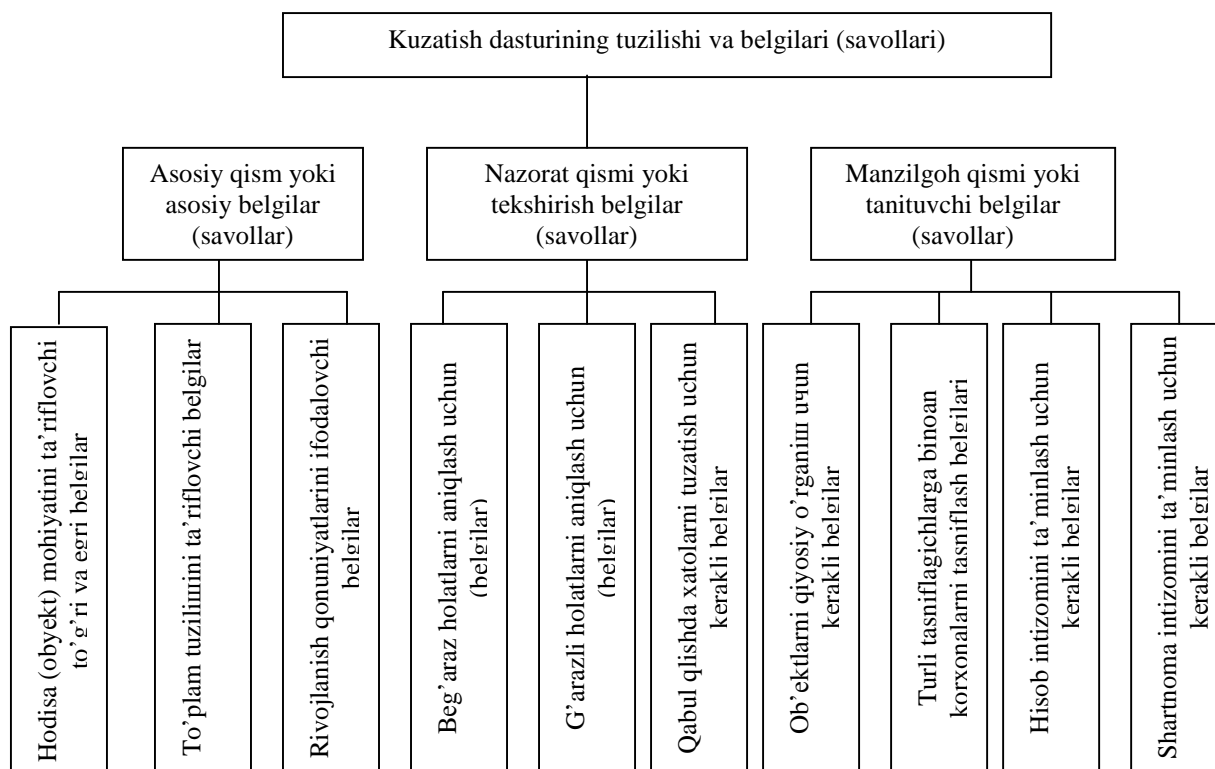 Kuzatish dasturining tuzilishi va belgilari (savollari)
Asosiy qism yoki
asosiy belgilar
(savollar)
Nazorat qismi yoki
tekshirish belgilar
(savollar)
Manzilgoh qismi yoki
tanituvchi belgilar
(savollar)
Hodisa (obyekt) mohiyatini ta’riflovchi
to’g’ri va egri belgilar
To’plam tuzilishini ta’riflovchi belgilar
Rivojlanish qonuniyatlarini ifodalovchi
belgilar
Beg’araz holatlarni aniqlash uchun
(belgilar)
G’arazli holatlarni aniqlash uchun
(belgilar)
Qabul qlishda xatolarni tuzatish uchun
kerakli belgilar
Ob’ektlarni qiyosiy o’rganiш uчun
kerakli belgilar
Turli tasniflagichlarga binoan
korxonalarni tasniflash belgilari
Hisob intizomini ta’minlash uchun
kerakli belgilar
Shartnoma intizomini ta’minlash uchun
kerakli belgilar